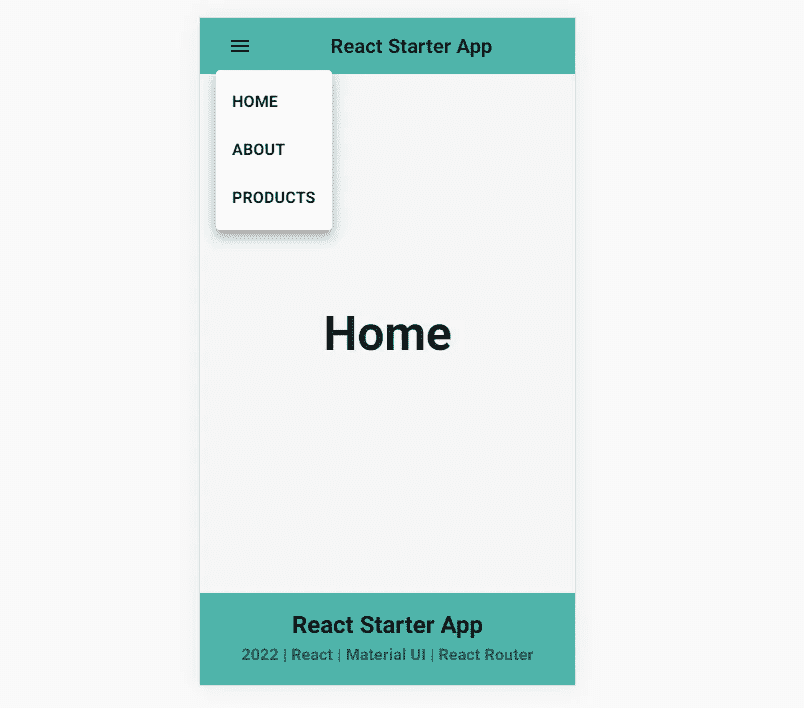 React Starter App
HOME
ABOUT
PRODUCTS
Home
React Starter App
2022 | React | Material UI | React Router